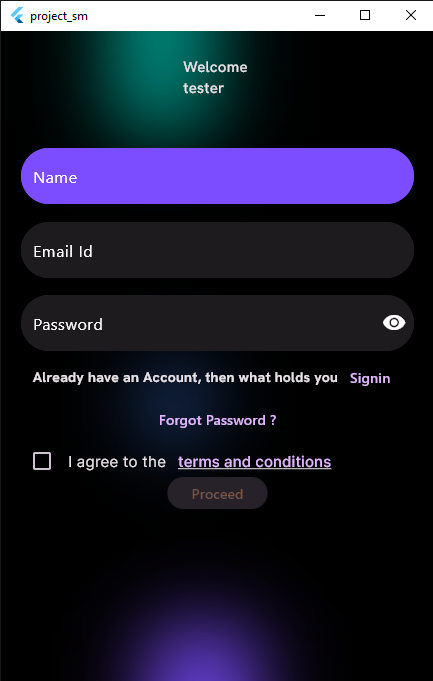 project_sm
Welcome
tester
Name
Email Id
Password
Already have an Account, then what holds you Signin
Forgot Password ?
I agree to the terms and conditions
Proceed